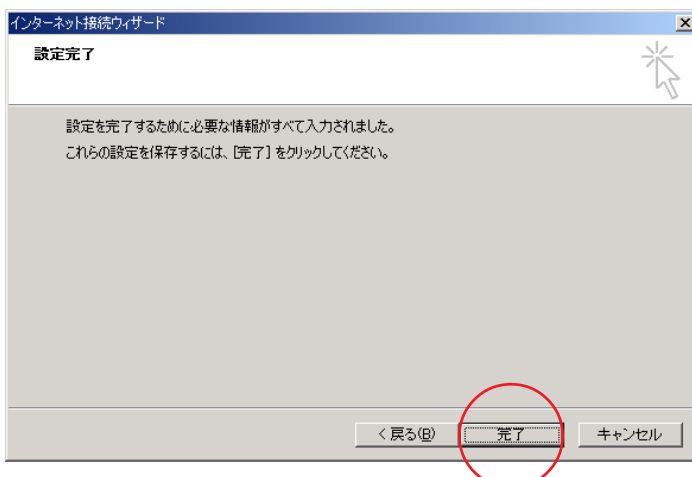 インターネット接続ウィザード
設定完了
設定を完了するために必要な情報がすべて入力されました。
これらの設定を保存するには、[完了] をクリックしてください。
< 戻る(B)
完了
キャンセル